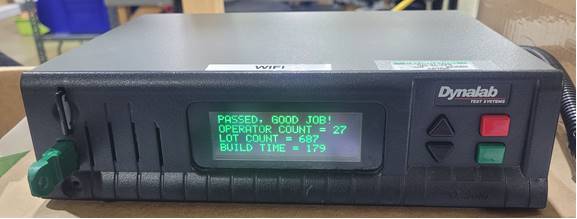 WIFI
Dynalab
TEST SYSTEMS
PASSED, GOOD JOB!
OPERATOR COUNT = 27
LOT COUNT = 687
BUILD TIME = 179